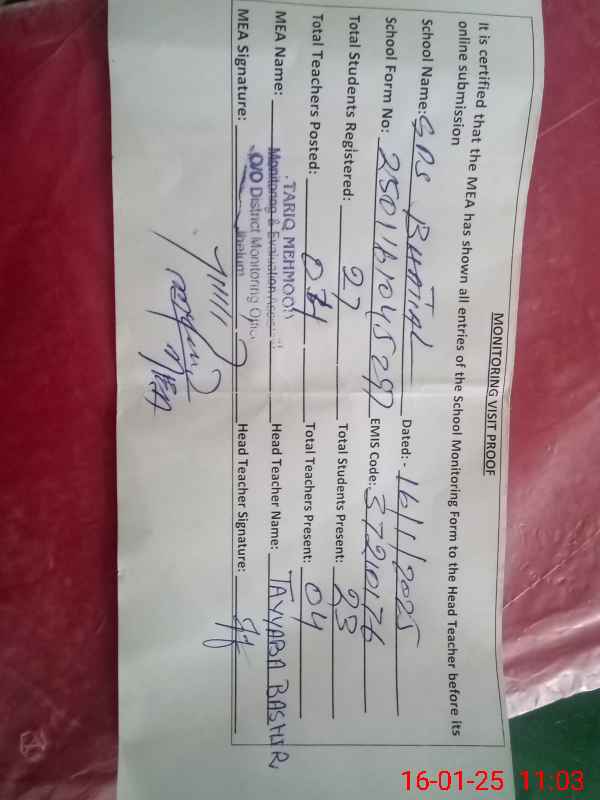 MONITORING VISIT PROOF
It is certified that the MEA has shown all entries of the School Monitoring Form to the Head Teacher before its
online submission
Dated:- 16/1/2025
School Name: GPS BHATIAL
School Form No: 2501161045297 EMIS Code: 37210176
Total Students Registered: 27 Total Students Present: 23
Total Teachers Posted: 04 Total Teachers Present: 04
MEA Name: TARIQ MEHMOOD Head Teacher Name: TAYYABA BASHIR
Monitoring & Evaluation Assistant
O/O District Monitoring Officer
Jhelum
MEA Signature: Head Teacher Signature:
MEA
16-01-25 11:03